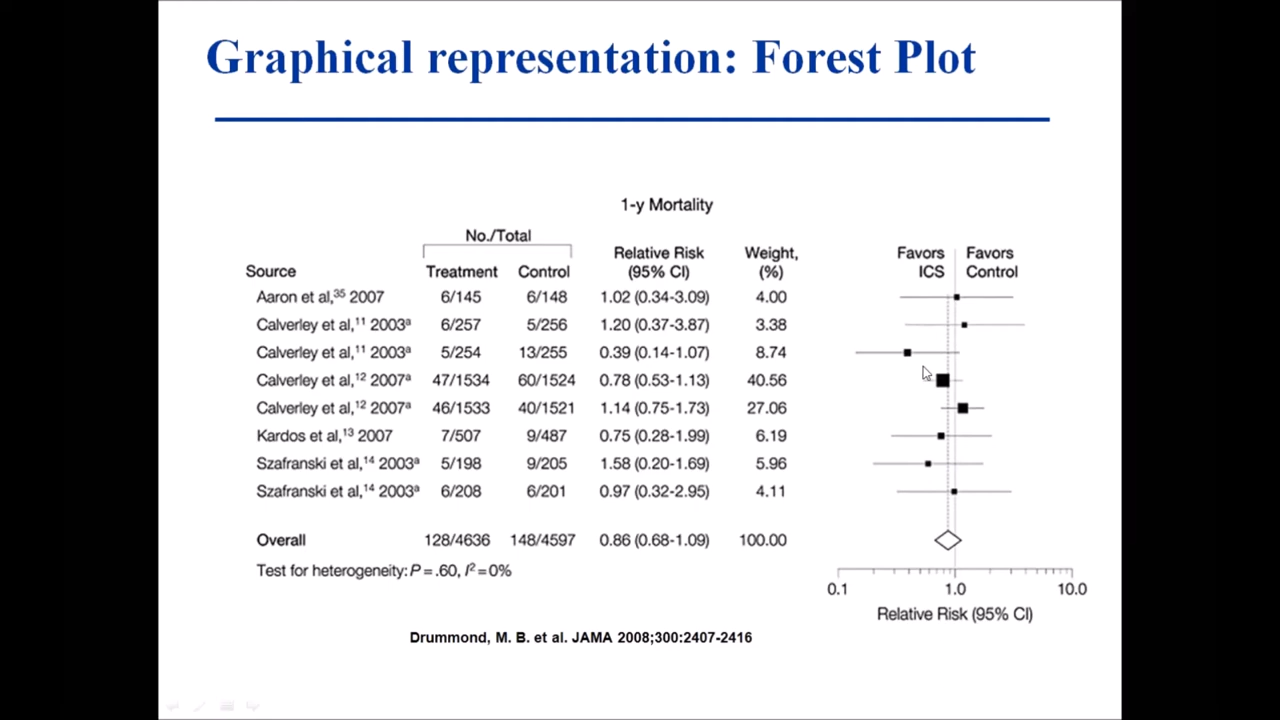 Graphical representation: Forest Plot
1-y Mortality
No./Total
Source Treatment Control Relative Risk (95% CI) Weight, (%) Favors ICS Favors Control
Aaron et al,³⁵ 2007 6/145 6/148 1.02 (0.34-3.09) 4.00
Calverley et al,¹¹ 2003ᵃ 6/257 5/256 1.20 (0.37-3.87) 3.38
Calverley et al,¹¹ 2003ᵃ 5/254 13/255 0.39 (0.14-1.07) 8.74
Calverley et al,¹² 2007ᵃ 47/1534 60/1524 0.78 (0.53-1.13) 40.56
Calverley et al,¹² 2007ᵃ 46/1533 40/1521 1.14 (0.75-1.73) 27.06
Kardos et al,¹³ 2007 7/507 9/487 0.75 (0.28-1.99) 6.19
Szafranski et al,¹⁴ 2003ᵃ 5/198 9/205 1.58 (0.20-1.69) 5.96
Szafranski et al,¹⁴ 2003ᵃ 6/208 6/201 0.97 (0.32-2.95) 4.11
Overall 128/4636 148/4597 0.86 (0.68-1.09) 100.00
Test for heterogeneity: P = .60, I² = 0%
0.1 1.0 10.0
Relative Risk (95% CI)
Drummond, M. B. et al. JAMA 2008;300:2407-2416